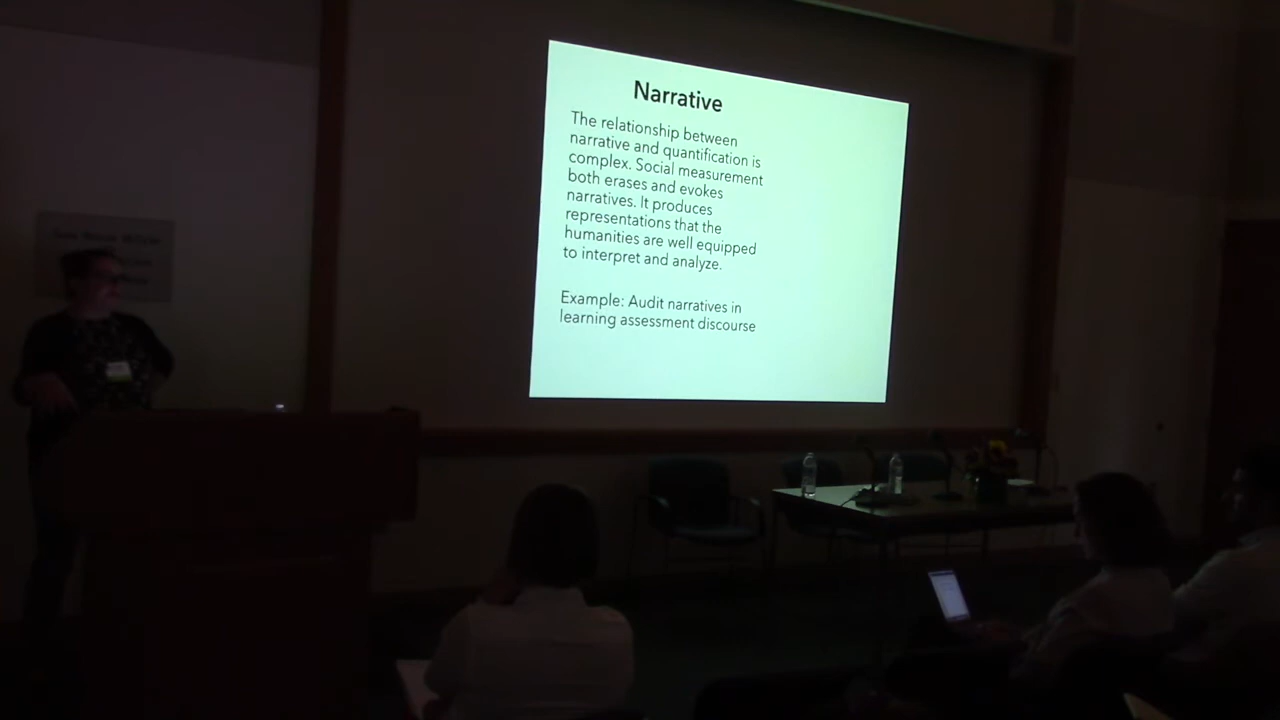 Narrative
The relationship between
narrative and quantification is
complex. Social measurement
both erases and evokes
narratives. It produces
representations that the
humanities are well equipped
to interpret and analyze.
Example: Audit narratives in
learning assessment discourse